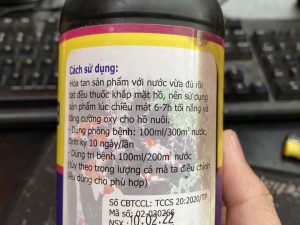 Cách sử dụng:
Hòa tan sản phẩm với nước vừa đủ rồi
tạt đều thuốc khắp mặt hồ, nên sử dụng
sản phẩm lúc chiều mát 6-7h tối nắng và
tăng cường oxy cho hồ nuôi.
- Dụng phòng bệnh: 100ml/300m³ nước,
định kỳ 10 ngày/lần
- Dùng trị bệnh 100ml/200m³ nước
(tùy theo trọng lượng cá mà ta điều chỉnh
liều dùng cho phù hợp)
Số CBTCCL: TCCS 20:2020/TP
Mã số: 02-030266
NSX 10.02.22